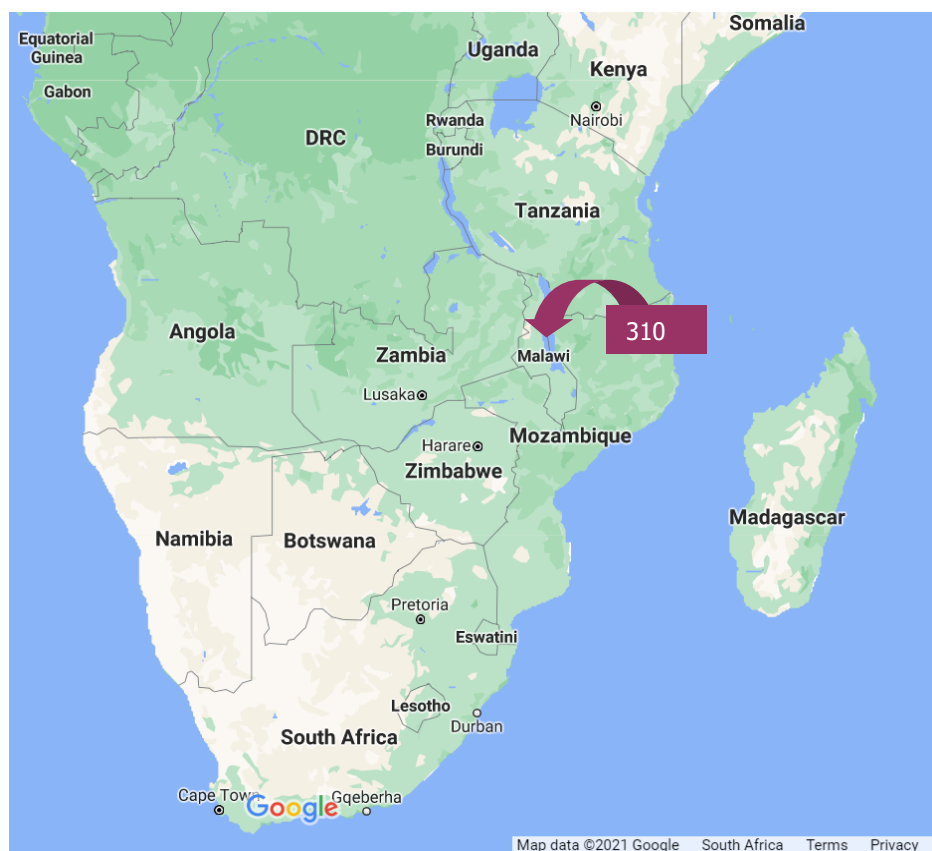 Somalia
Equatorial
Guinea
Uganda
Kenya
Gabon
Nairobi
Rwanda
DRC
Burundi
Tanzania
310
Angola
Zambia
Malawi
Lusaka
Mozambique
Harare
Zimbabwe
Madagascar
Namibia
Botswana
Pretoria
Eswatini
Lesotho
Durban
South Africa
Cape Town
Google
Gqeberha
Map data ©2021 Google South Africa Terms Privacy